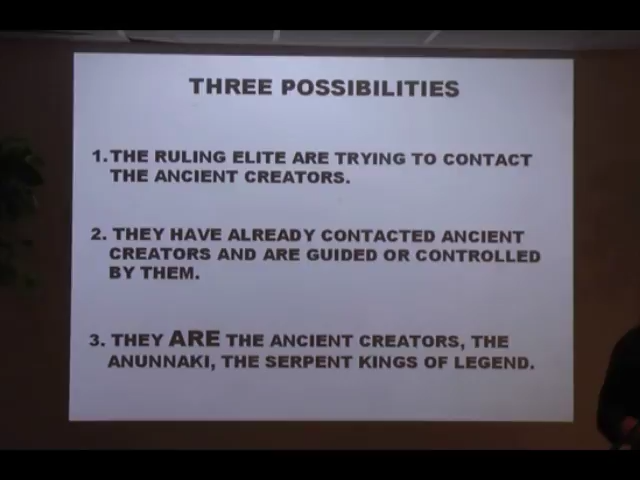 THREE POSSIBILITIES
1. THE RULING ELITE ARE TRYING TO CONTACT
THE ANCIENT CREATORS.
2. THEY HAVE ALREADY CONTACTED ANCIENT
CREATORS AND ARE GUIDED OR CONTROLLED
BY THEM.
3. THEY ARE THE ANCIENT CREATORS, THE
ANUNNAKI, THE SERPENT KINGS OF LEGEND.